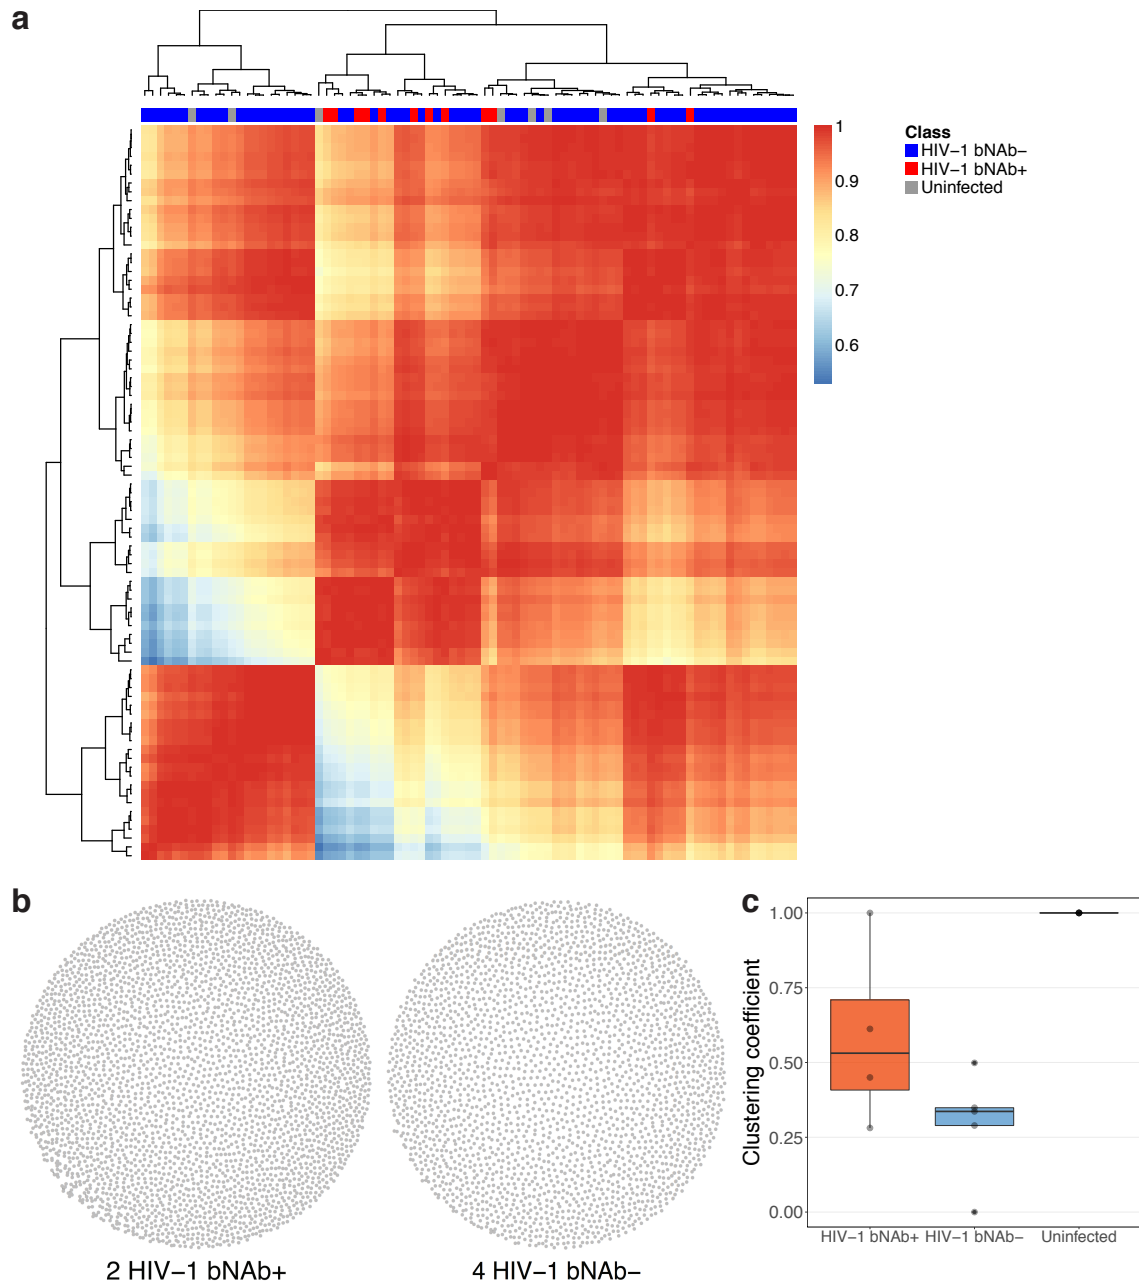 a
1
0.9
0.8
0.7
0.6
Class
HIV−1 bNAb−
HIV−1 bNAb+
Uninfected
b
2 HIV−1 bNAb+
4 HIV−1 bNAb−
c
Clustering coefficient
1.00
0.75
0.50
0.25
0.00
HIV−1 bNAb+ HIV−1 bNAb− Uninfected